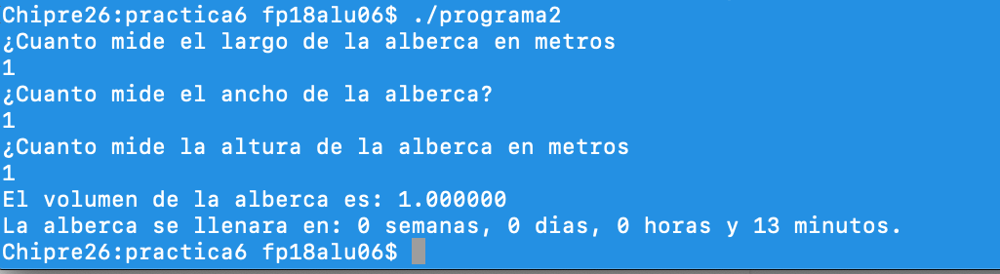 Chipre26:practica6 fp18alu06$ ./programa2
¿Cuanto mide el largo de la alberca en metros
1
¿Cuanto mide el ancho de la alberca?
1
¿Cuanto mide la altura de la alberca en metros
1
El volumen de la alberca es: 1.000000
La alberca se llenara en: 0 semanas, 0 dias, 0 horas y 13 minutos.
Chipre26:practica6 fp18alu06$